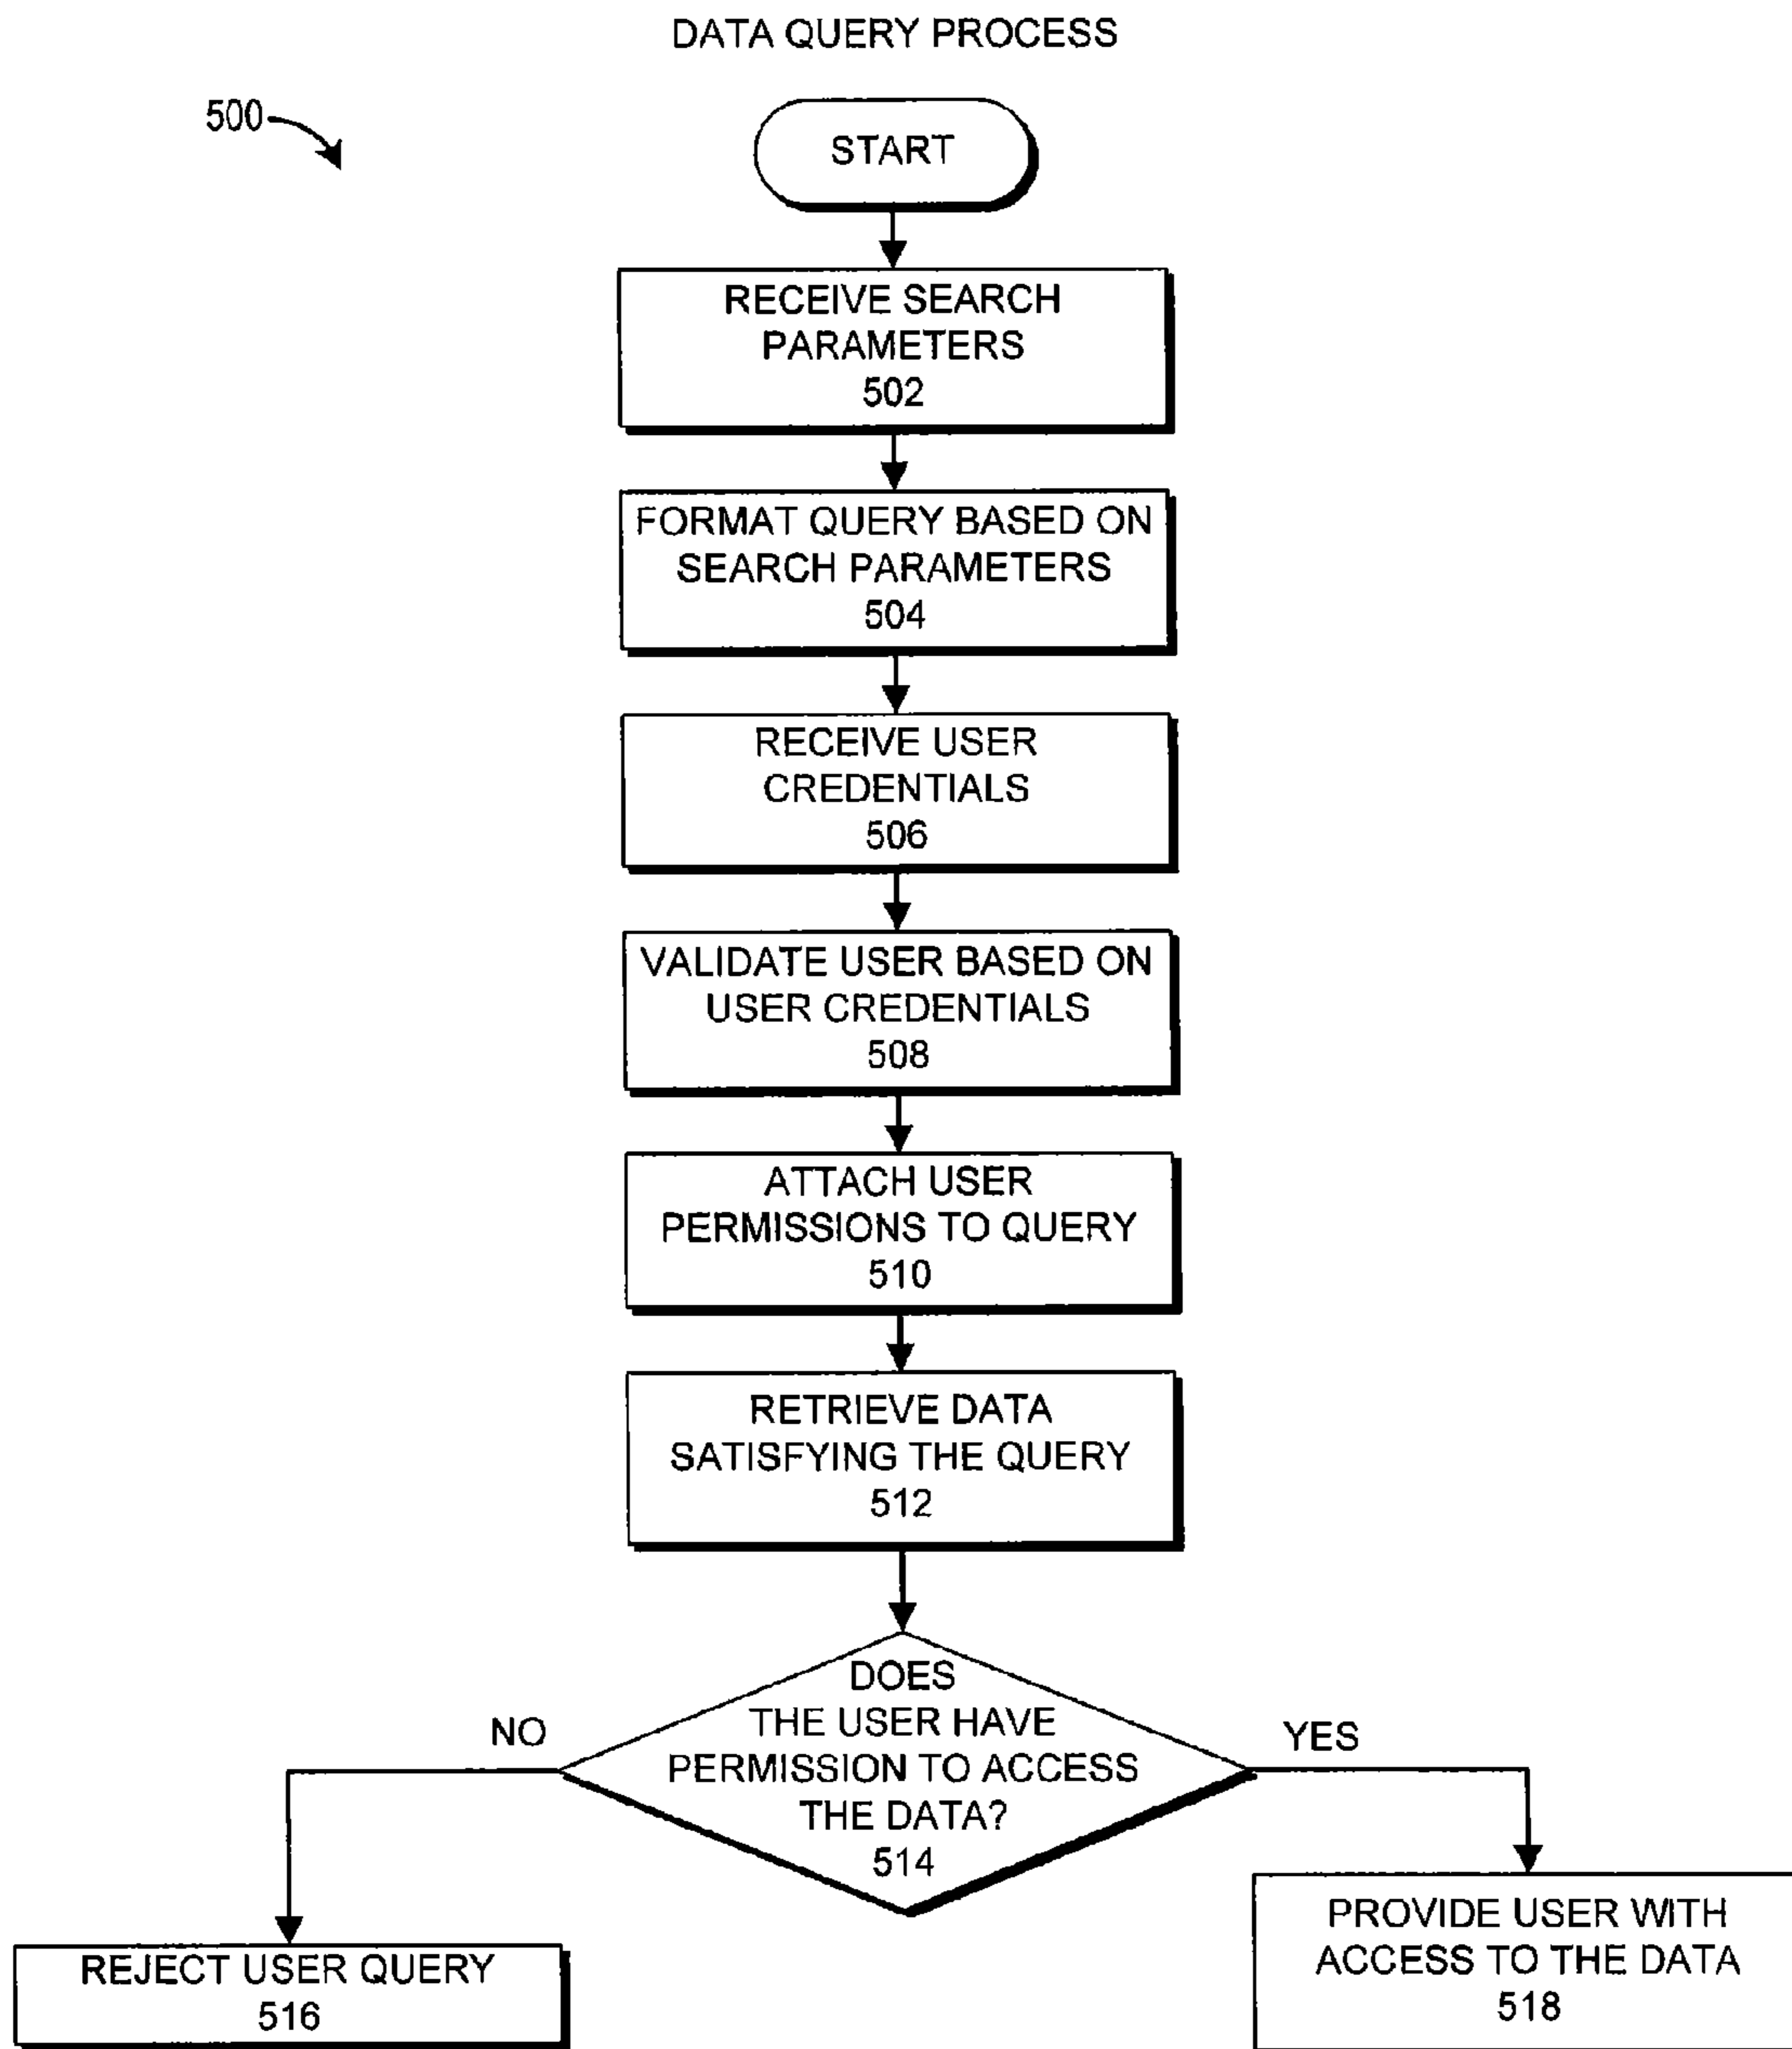 DATA QUERY PROCESS
500
START
RECEIVE SEARCH
PARAMETERS
502
FORMAT QUERY BASED ON
SEARCH PARAMETERS
504
RECEIVE USER
CREDENTIALS
506
VALIDATE USER BASED ON
USER CREDENTIALS
508
ATTACH USER
PERMISSIONS TO QUERY
510
RETRIEVE DATA
SATISFYING THE QUERY
512
DOES
THE USER HAVE
PERMISSION TO ACCESS
THE DATA?
514
NO
YES
REJECT USER QUERY
516
PROVIDE USER WITH
ACCESS TO THE DATA
518